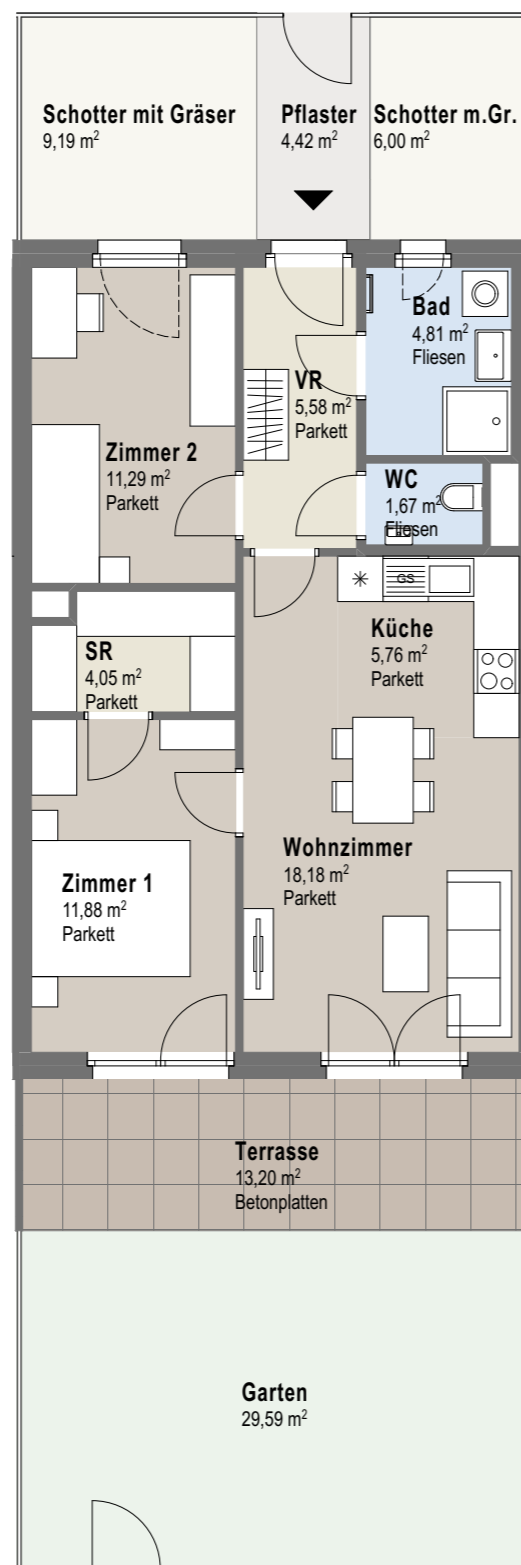 Schotter mit Gräser
9,19 m²
Pflaster
4,42 m²
Schotter m.Gr.
6,00 m²
Bad
4,81 m²
Fliesen
VR
5,58 m²
Parkett
Zimmer 2
11,29 m²
Parkett
WC
1,67 m²
Fliesen
GS
Küche
5,76 m²
Parkett
SR
4,05 m²
Parkett
Wohnzimmer
18,18 m²
Parkett
Zimmer 1
11,88 m²
Parkett
Terrasse
13,20 m²
Betonplatten
Garten
29,59 m²